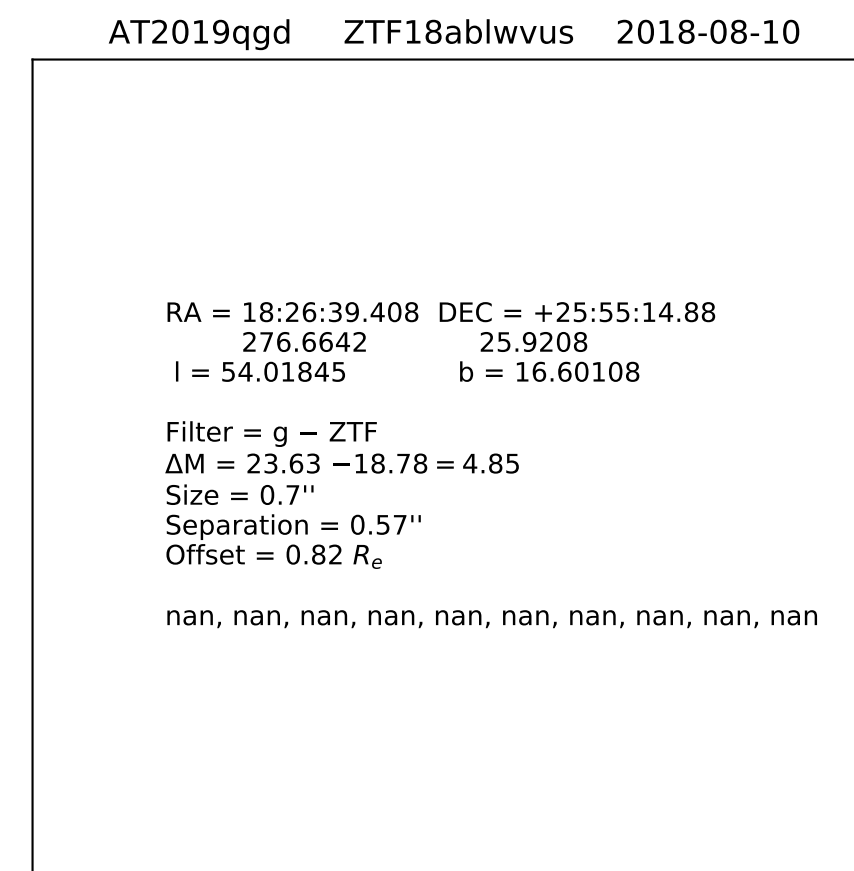 AT2019qgd ZTF18ablwvus 2018-08-10
RA = 18:26:39.408 DEC = +25:55:14.88
276.6642 25.9208
l = 54.01845 b = 16.60108
Filter = g − ZTF
ΔM = 23.63 −18.78 = 4.85
Size = 0.7''
Separation = 0.57''
Offset = 0.82 Re
nan, nan, nan, nan, nan, nan, nan, nan, nan, nan